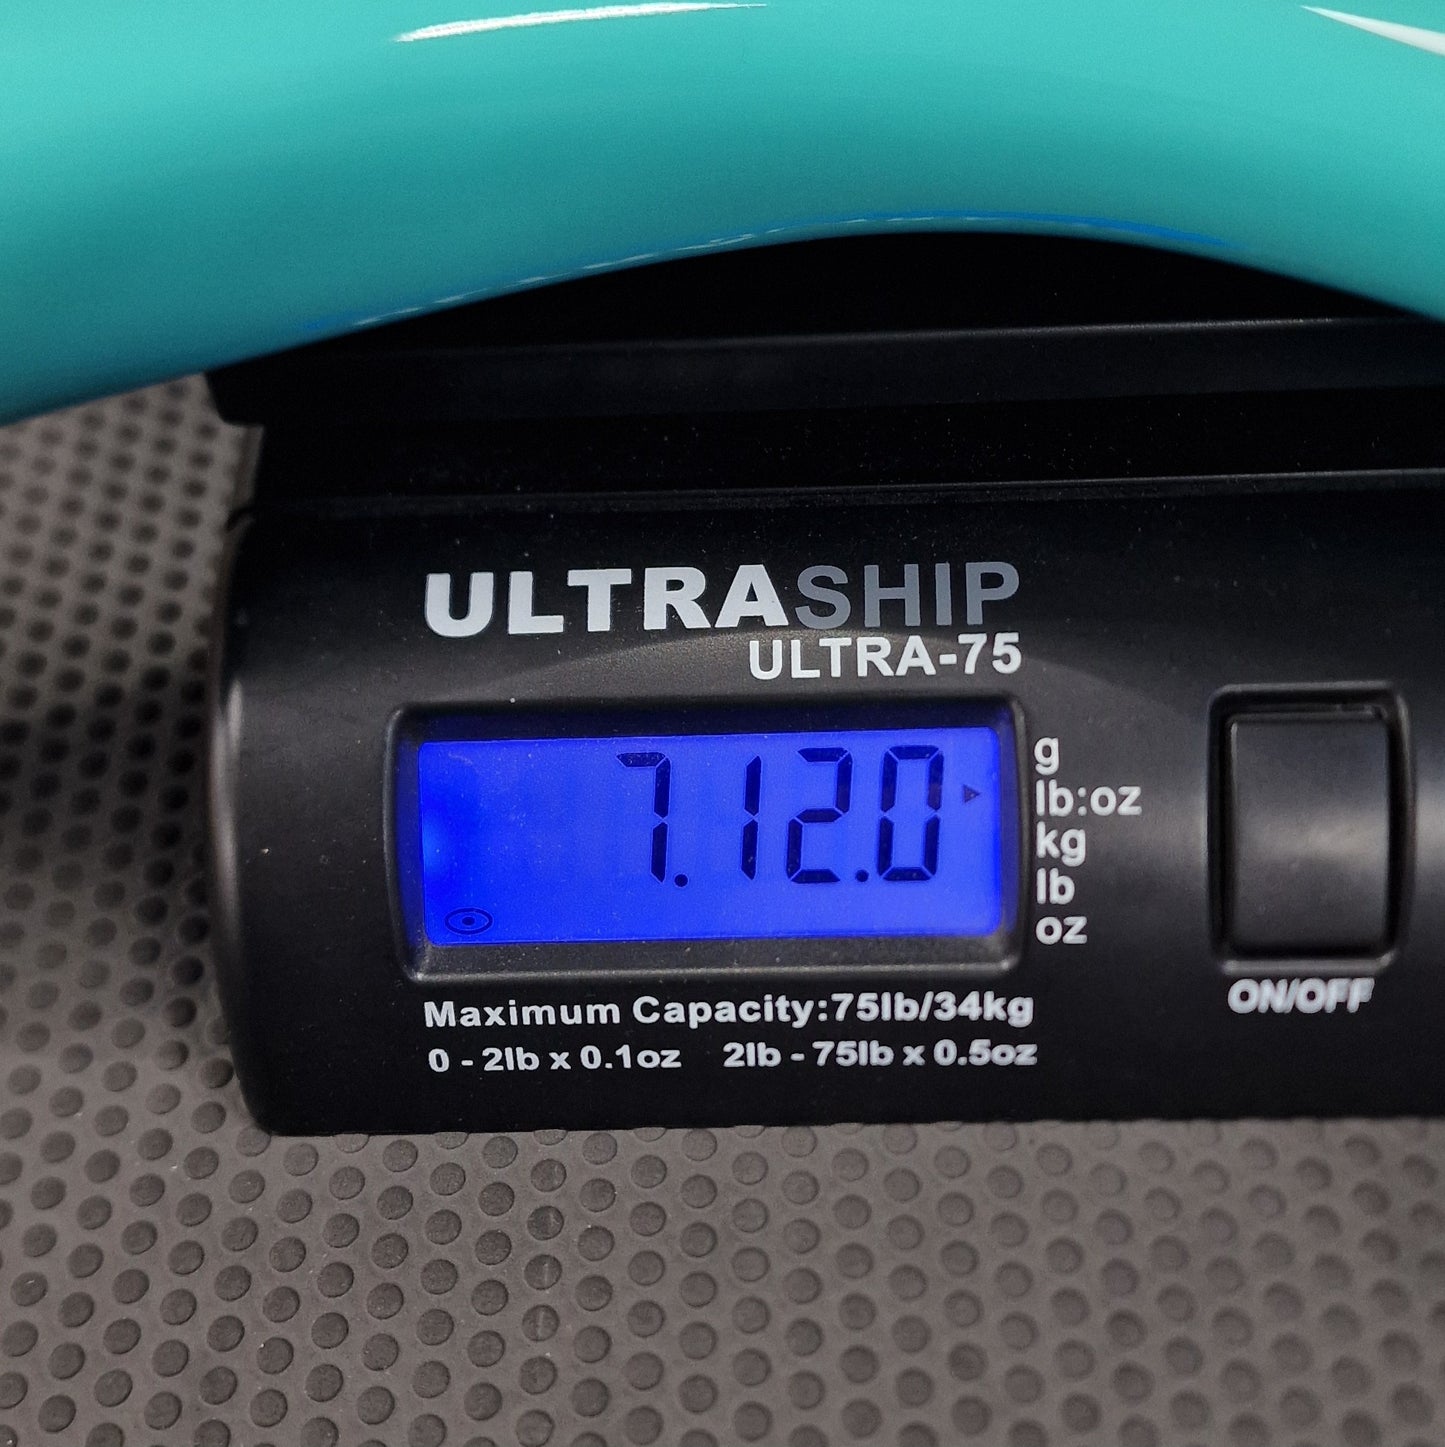 ULTRASHIP
ULTRA-75
7.12.0
g
lb:oz
kg
lb
oz
ON/OFF
Maximum Capacity:75lb/34kg
0 - 2lb x 0.1oz 2lb - 75lb x 0.5oz